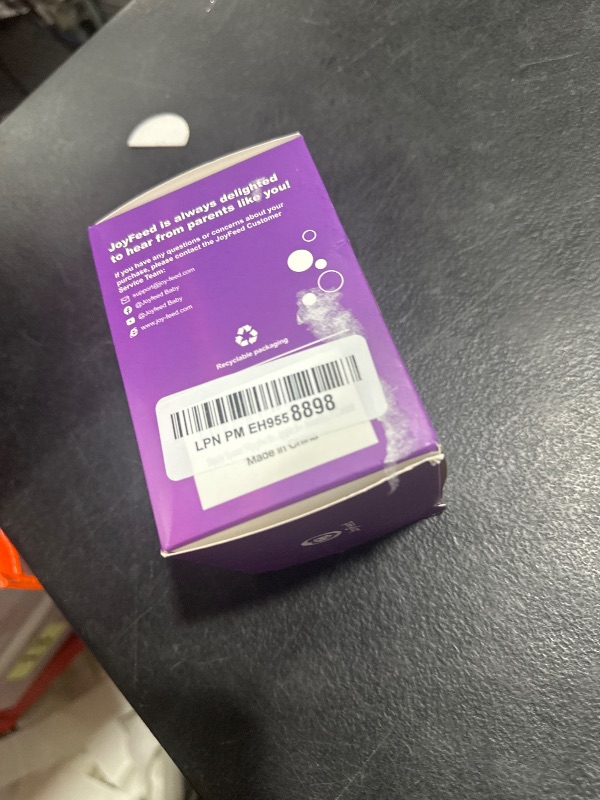 JoyFeed is always delighted
to hear from parents like you!
If you have any questions or concerns about your
purchase, please contact the JoyFeed Customer
Service Team:
support@joy-feed.com
@Joyfeed Baby
@Joyfeed Baby
www.joy-feed.com
Recyclable packaging
LPN PM EH9558898
Made in China